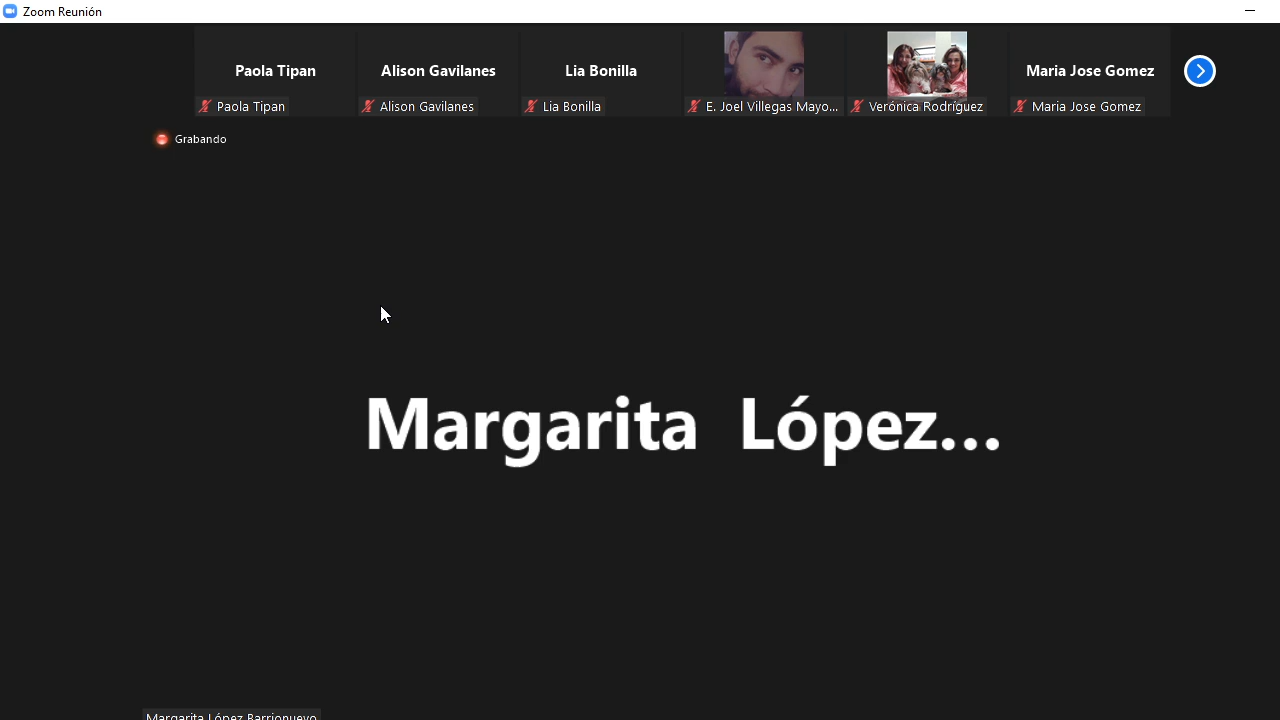 Zoom Reunión
Paola Tipan
Alison Gavilanes
Lia Bonilla
Maria Jose Gomez
Paola Tipan
Alison Gavilanes
Lia Bonilla
E. Joel Villegas Mayo...
Verónica Rodríguez
Maria Jose Gomez
Grabando
Margarita López...
Margarita López Barrionuevo